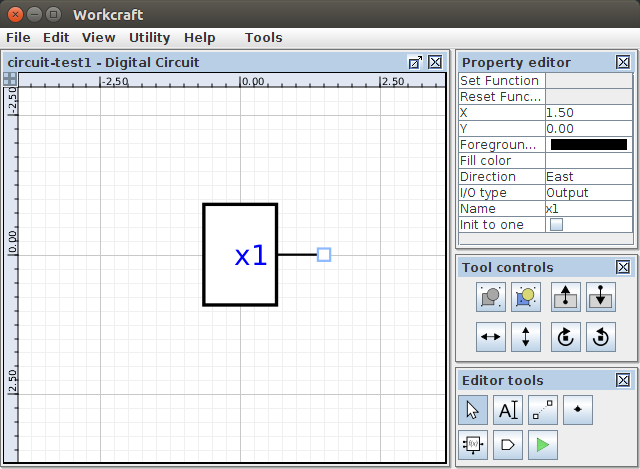 Workcraft
File Edit View Utility Help Tools
circuit-test1 - Digital Circuit
-2.50 0.00 2.50
-2.50
0.00
2.50
x1
Property editor
Set Function
Reset Func...
X 1.50
Y 0.00
Foregroun...
Fill color
Direction East
I/O type Output
Name x1
Init to one
Tool controls
Editor tools
A
f(x)